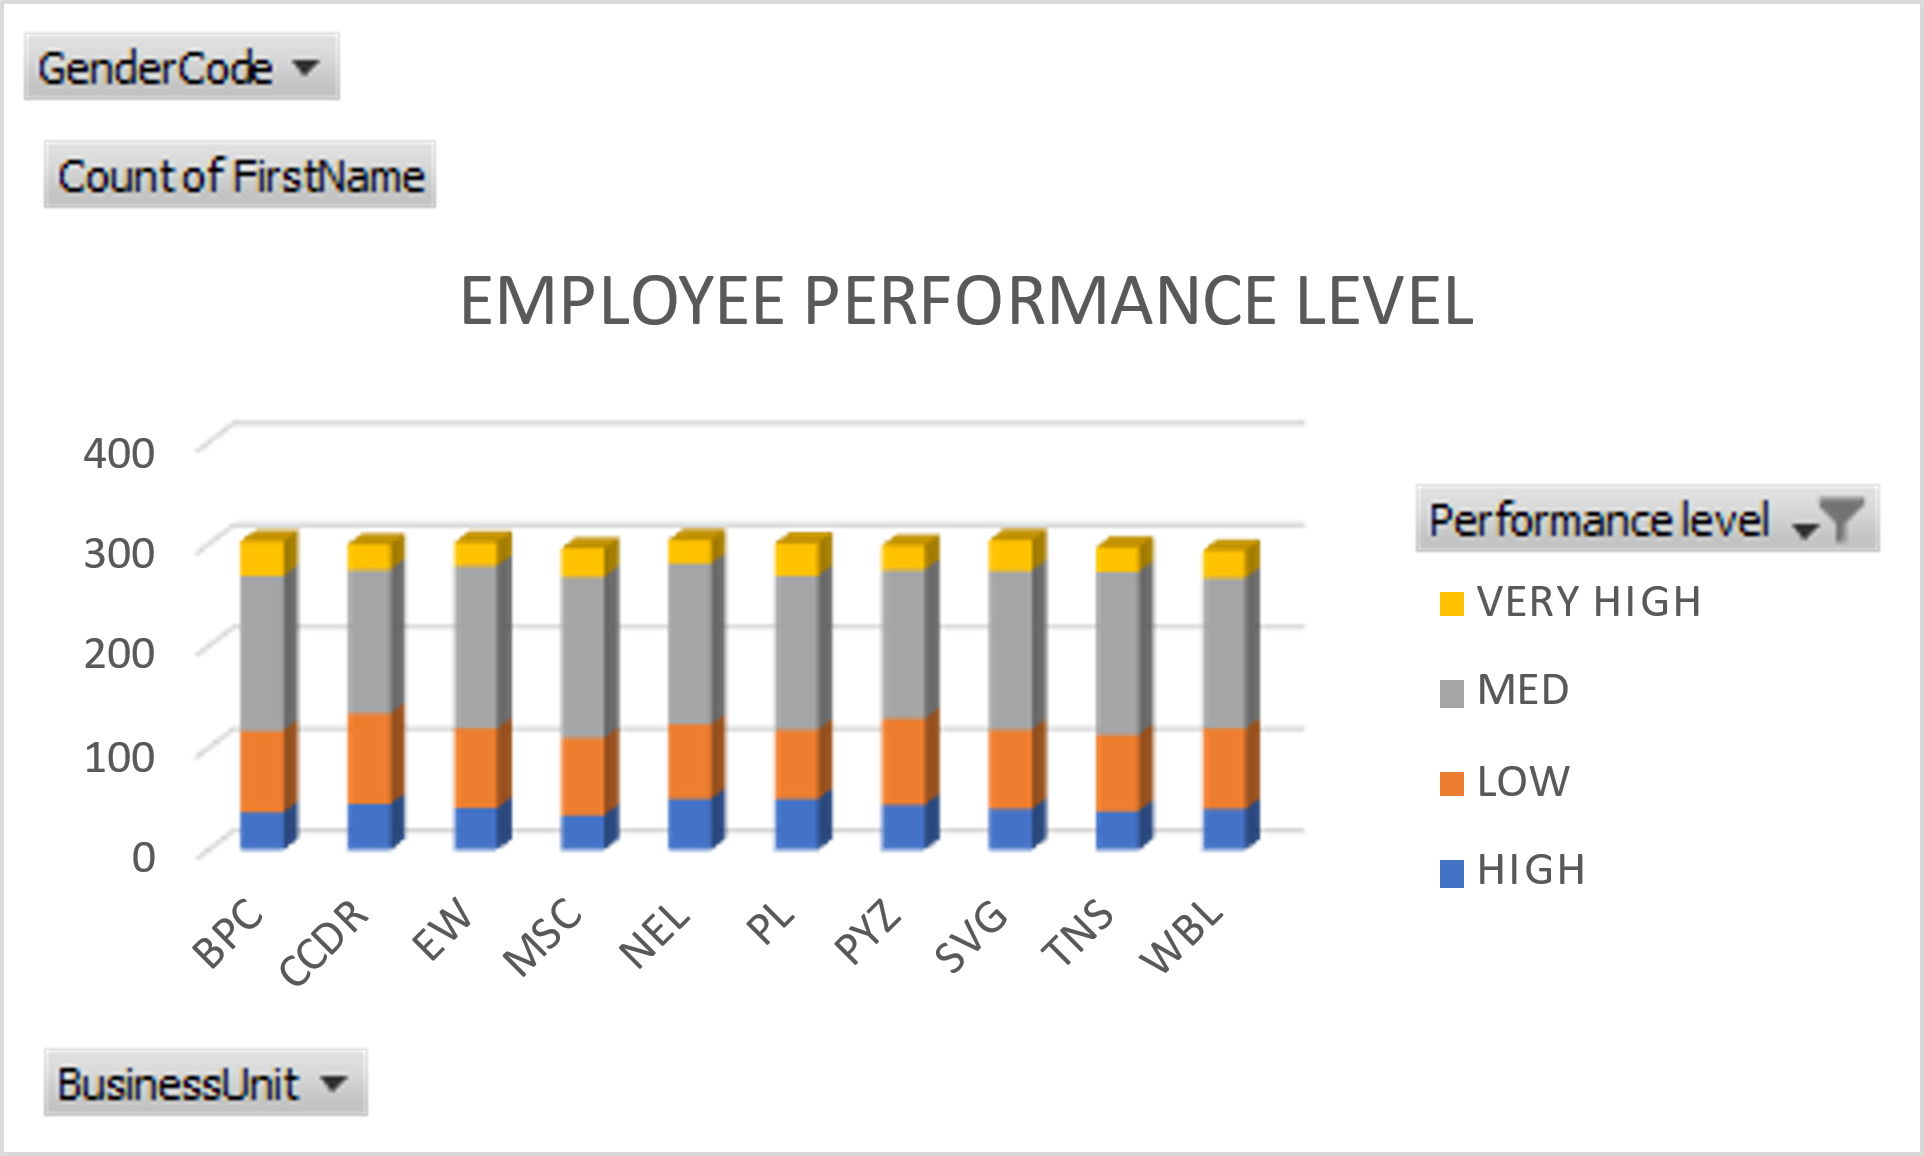 GenderCode
Count of FirstName
EMPLOYEE PERFORMANCE LEVEL
400
300
200
100
0
BPC
CCDR
EW
MSC
NEL
PL
PYZ
SVG
TNS
WBL
Performance level
VERY HIGH
MED
LOW
HIGH
BusinessUnit